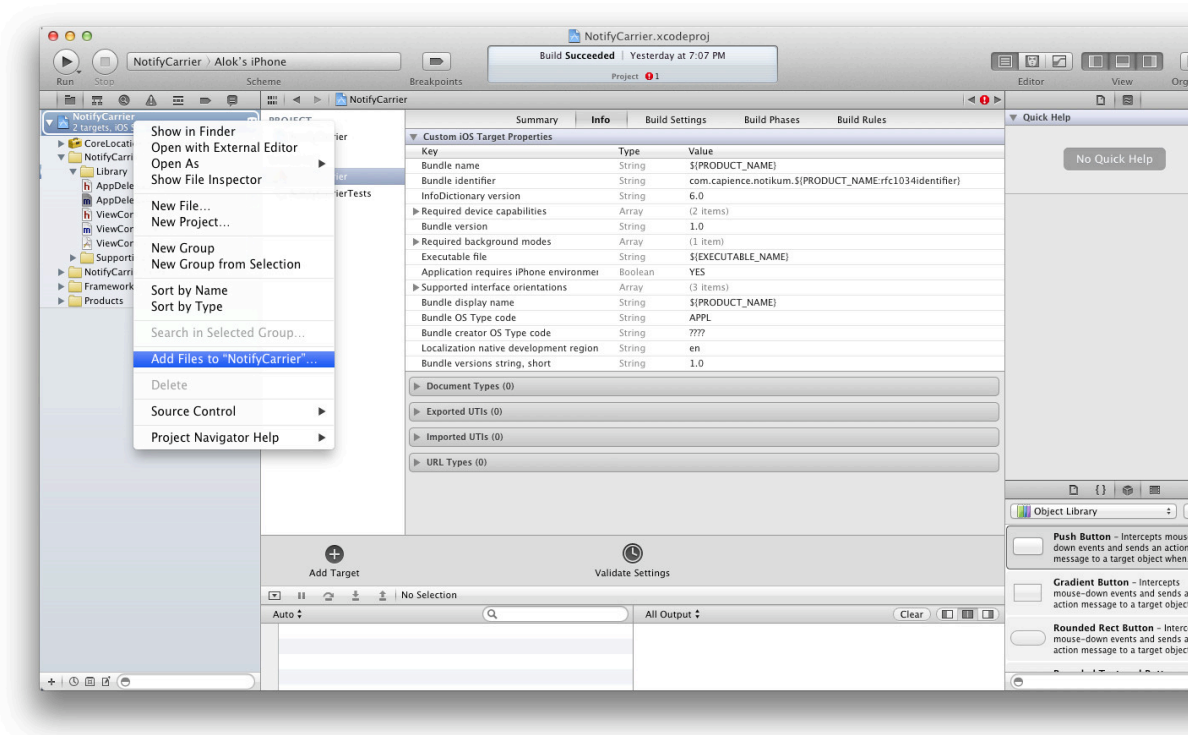 NotifyCarrier.xcodeproj
NotifyCarrier 〉 Alok's iPhone
Build Succeeded | Yesterday at 7:07 PM
Project 1
Run Stop Scheme Breakpoints Editor View
NotifyCarrier
NotifyCarrier
2 targets, iOS
CoreLocati
NotifyCarri
Library
AppDele
AppDele
ViewCor
ViewCor
ViewCor
Supporti
NotifyCarri
Framework
Products
Show in Finder
Open with External Editor
Open As
Show File Inspector
New File...
New Project...
New Group
New Group from Selection
Sort by Name
Sort by Type
Search in Selected Group...
Add Files to "NotifyCarrier"...
Delete
Source Control
Project Navigator Help
PROJECT
rier
rier
rierTests
Summary Info Build Settings Build Phases Build Rules
Custom iOS Target Properties
Key Type Value
Bundle name String ${PRODUCT_NAME}
Bundle identifier String com.capience.notikum.${PRODUCT_NAME:rfc1034identifier}
InfoDictionary version String 6.0
Required device capabilities Array (2 items)
Bundle version String 1.0
Required background modes Array (1 item)
Executable file String ${EXECUTABLE_NAME}
Application requires iPhone environmer Boolean YES
Supported interface orientations Array (3 items)
Bundle display name String ${PRODUCT_NAME}
Bundle OS Type code String APPL
Bundle creator OS Type code String ????
Localization native development region String en
Bundle versions string, short String 1.0
Document Types (0)
Exported UTIs (0)
Imported UTIs (0)
URL Types (0)
Add Target Validate Settings
No Selection
Auto All Output Clear
Quick Help
No Quick Help
Object Library
Push Button – Intercepts mous
down events and sends an action
message to a target object when
Gradient Button – Intercepts
mouse-down events and sends a
action message to a target objec
Rounded Rect Button – Interc
mouse-down events and sends a
action message to a target objec